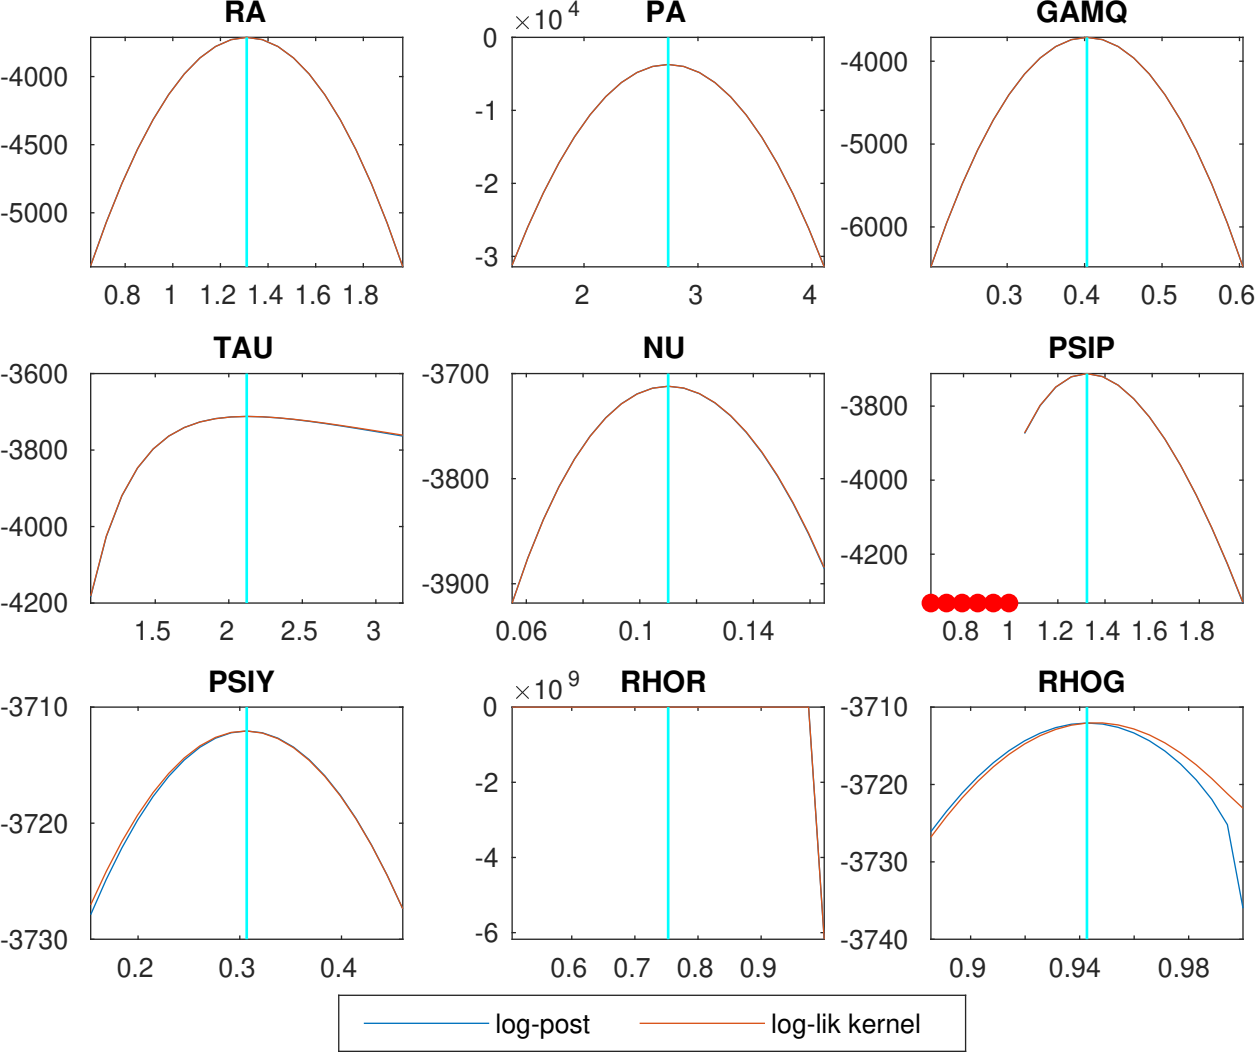 RA PA GAMQ
×10 4
-4000 -4500 -5000
0 -1 -2 -3
-4000 -5000 -6000
0.8 1 1.2 1.4 1.6 1.8
2 3 4
0.3 0.4 0.5 0.6
TAU NU PSIP
-3600 -3800 -4000 -4200
-3700 -3800 -3900
-3800 -4000 -4200
1.5 2 2.5 3
0.06 0.1 0.14
0.8 1 1.2 1.4 1.6 1.8
PSIY RHOR RHOG
×10 9
-3710 -3720 -3730
0 -2 -4 -6
-3710 -3720 -3730 -3740
0.2 0.3 0.4
0.6 0.7 0.8 0.9
0.9 0.94 0.98
log-post log-lik kernel